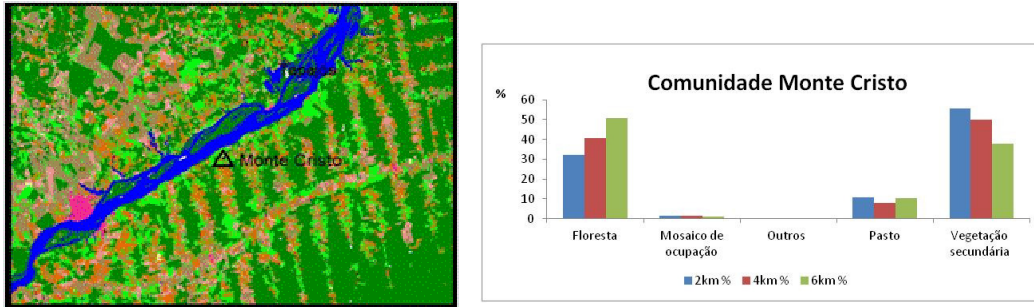 Monte Cristo
Comunidade Monte Cristo
%
60
50
40
30
20
10
0
Floresta
Mosaico de
ocupação
Outros
Pasto
Vegetação
secundária
2km % 4km % 6km %